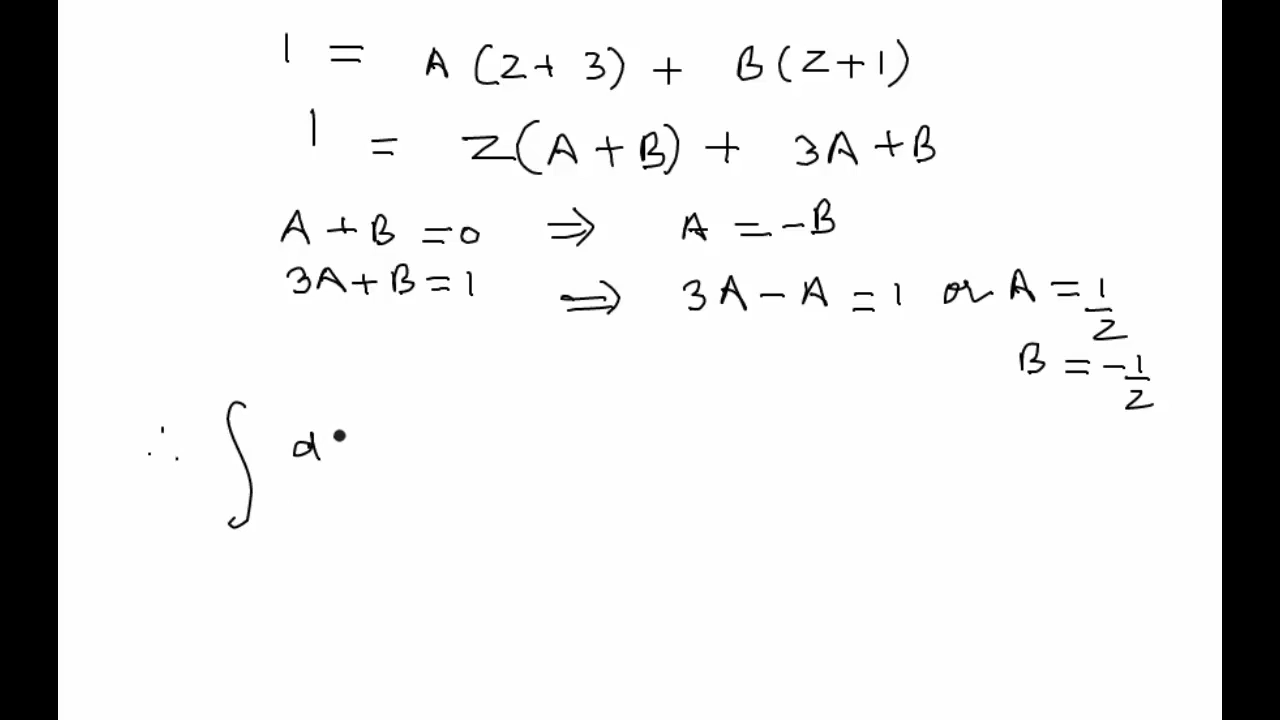 1 = A (z + 3) + B (z + 1)
1 = z(A + B) + 3A + B
A + B = 0 ⇒ A = -B
3A + B = 1 ⇒ 3A - A = 1 or A = 1/2
B = -1/2
∴ ∫ d